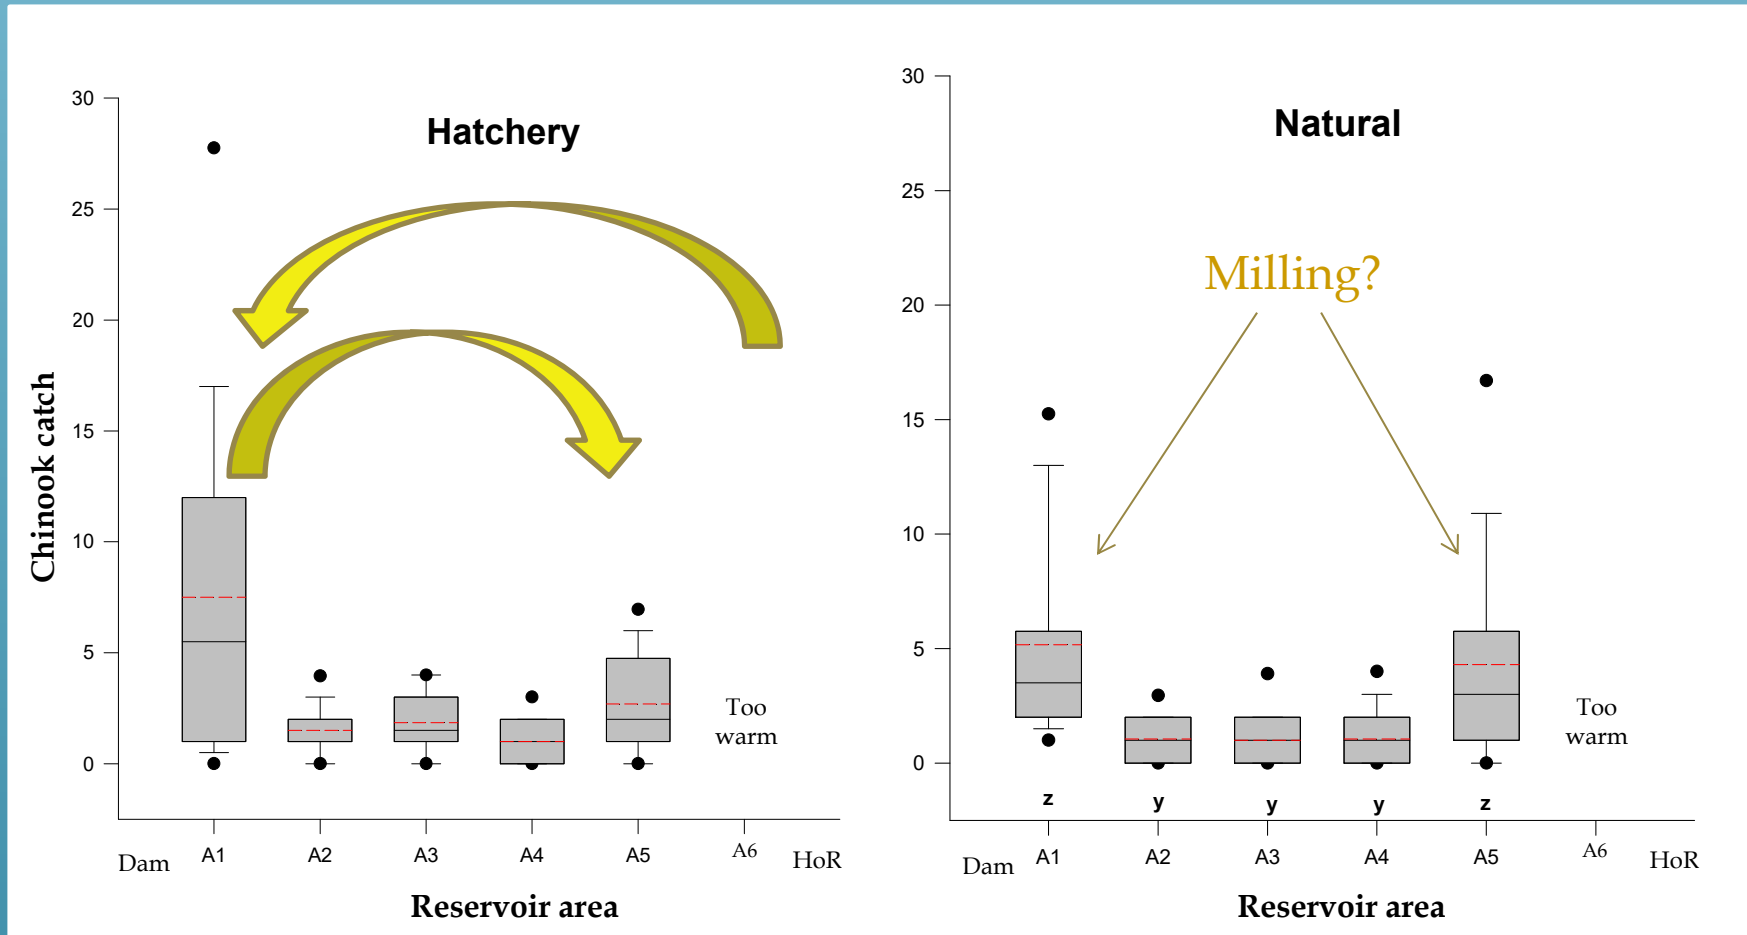 Hatchery
30
25
20
15
10
5
0
Chinook catch
Too
warm
Dam
A1
A2
A3
A4
A5
A6
HoR
Reservoir area
Natural
30
25
20
15
10
5
0
Milling?
Too
warm
z
y
y
y
z
Dam
A1
A2
A3
A4
A5
A6
HoR
Reservoir area